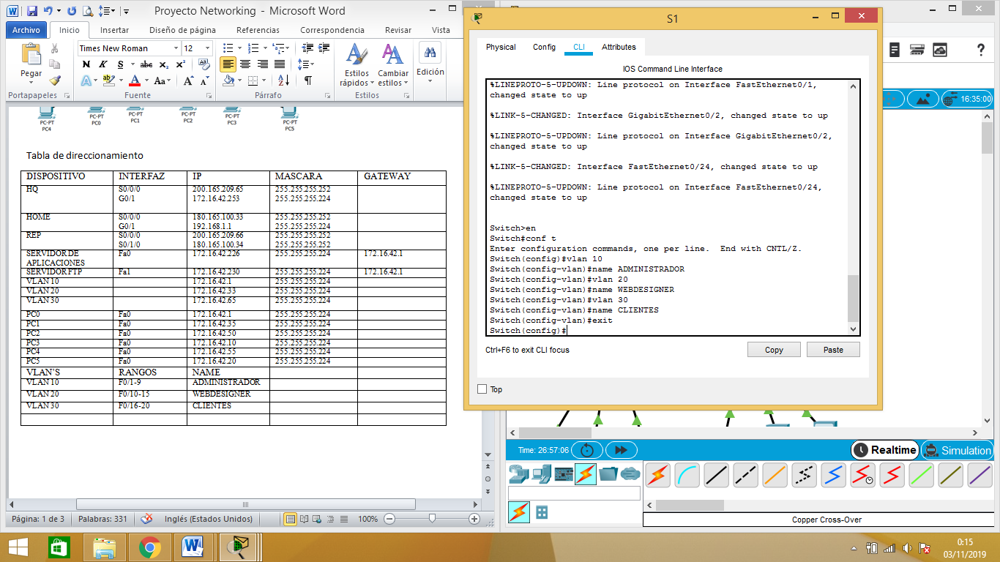 Proyecto Networking - Microsoft Word
Archivo Inicio Insertar Diseño de página Referencias Correspondencia Revisar Vista
Times New Roman 12
Pegar
N K S abc x₂ x²
A ab A Aa A A
Estilos rápidos
Cambiar estilos
Edición
Portapapeles Fuente Párrafo Estilos
PC-PT
PC4
PC-PT
PC0
PC-PT
PC1
PC-PT
PC2
PC-PT
PC3
PC-PT
PC5
Tabla de direccionamiento
DISPOSITIVO INTERFAZ IP MASCARA GATEWAY
HQ S0/0/0 200.165.209.65 255.255.255.252
G0/1 172.16.42.253 255.255.255.224
HOME S0/0/0 180.165.100.33 255.255.255.252
G0/1 192.168.1.1 255.255.255.224
REP S0/0/0 200.165.209.66 255.255.255.252
S0/1/0 180.165.100.34 255.255.255.252
SERVIDOR DE APLICACIONES Fa0 172.16.42.226 255.255.255.224 172.16.42.1
SERVIDOR FTP Fa1 172.16.42.230 255.255.255.224 172.16.42.1
VLAN 10 172.16.42.1 255.255.255.224
VLAN 20 172.16.42.33 255.255.255.224
VLAN 30 172.16.42.65 255.255.255.224
PC0 Fa0 172.16.42.1 255.255.255.224
PC1 Fa0 172.16.42.35 255.255.255.224
PC2 Fa0 172.16.42.50 255.255.255.224
PC3 Fa0 172.16.42.10 255.255.255.224
PC4 Fa0 172.16.42.55 255.255.255.224
PC5 Fa0 172.16.42.20 255.255.255.224
VLAN'S RANGOS NAME
VLAN 10 F0/1-9 ADMINISTRADOR
VLAN 20 F0/10-15 WEBDESIGNER
VLAN 30 F0/16-20 CLIENTES
Página: 1 de 3 Palabras: 331 Inglés (Estados Unidos) 100%
S1
Physical Config CLI Attributes
IOS Command Line Interface
%LINEPROTO-5-UPDOWN: Line protocol on Interface FastEthernet0/1,
changed state to up
%LINK-5-CHANGED: Interface GigabitEthernet0/2, changed state to up
%LINEPROTO-5-UPDOWN: Line protocol on Interface GigabitEthernet0/2,
changed state to up
%LINK-5-CHANGED: Interface FastEthernet0/24, changed state to up
%LINEPROTO-5-UPDOWN: Line protocol on Interface FastEthernet0/24,
changed state to up
Switch>en
Switch#conf t
Enter configuration commands, one per line.  End with CNTL/Z.
Switch(config)#vlan 10
Switch(config-vlan)#name ADMINISTRADOR
Switch(config-vlan)#vlan 20
Switch(config-vlan)#name WEBDESIGNER
Switch(config-vlan)#vlan 30
Switch(config-vlan)#name CLIENTES
Switch(config-vlan)#exit
Switch(config)#
Ctrl+F6 to exit CLI focus
Copy Paste
Top
16:35:00
Time: 26:57:06
Realtime Simulation
Copper Cross-Over
0:15
03/11/2019